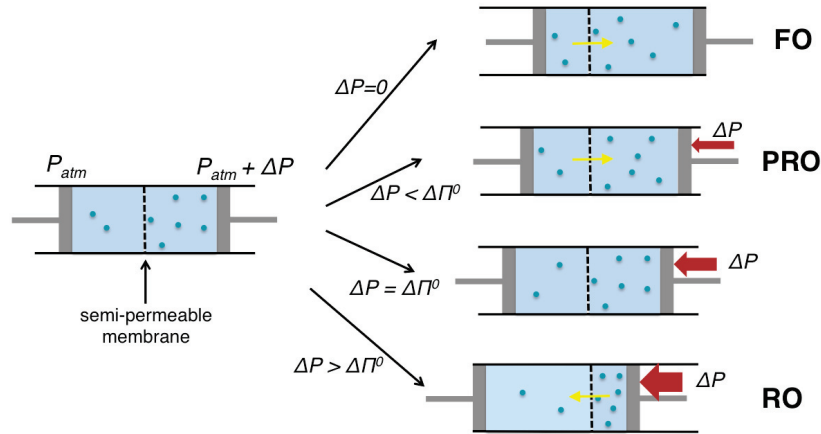 FO
ΔP=0
ΔP
PRO
P_atm
P_atm + ΔP
ΔP < ΔΠ⁰
ΔP
ΔP = ΔΠ⁰
semi-permeable
membrane
ΔP > ΔΠ⁰
ΔP
RO